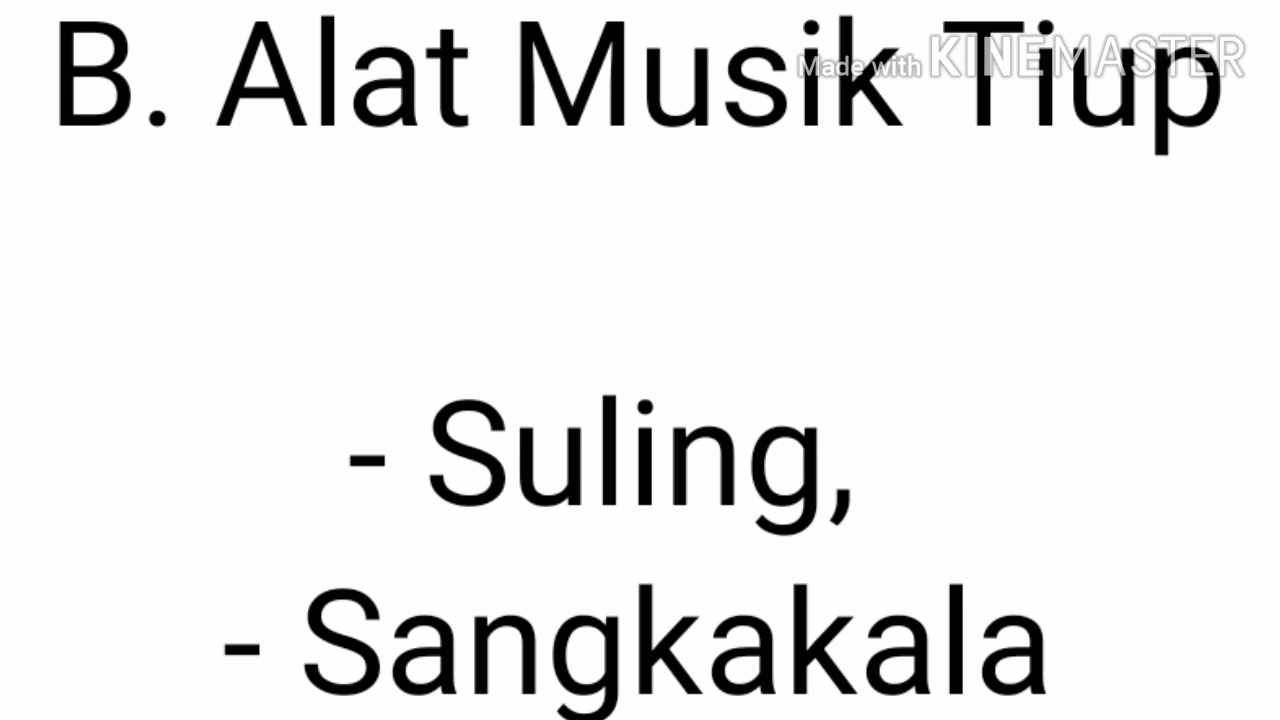 B. Alat Musik Tiup
Made with KINEMASTER
- Suling,
- Sangkakala